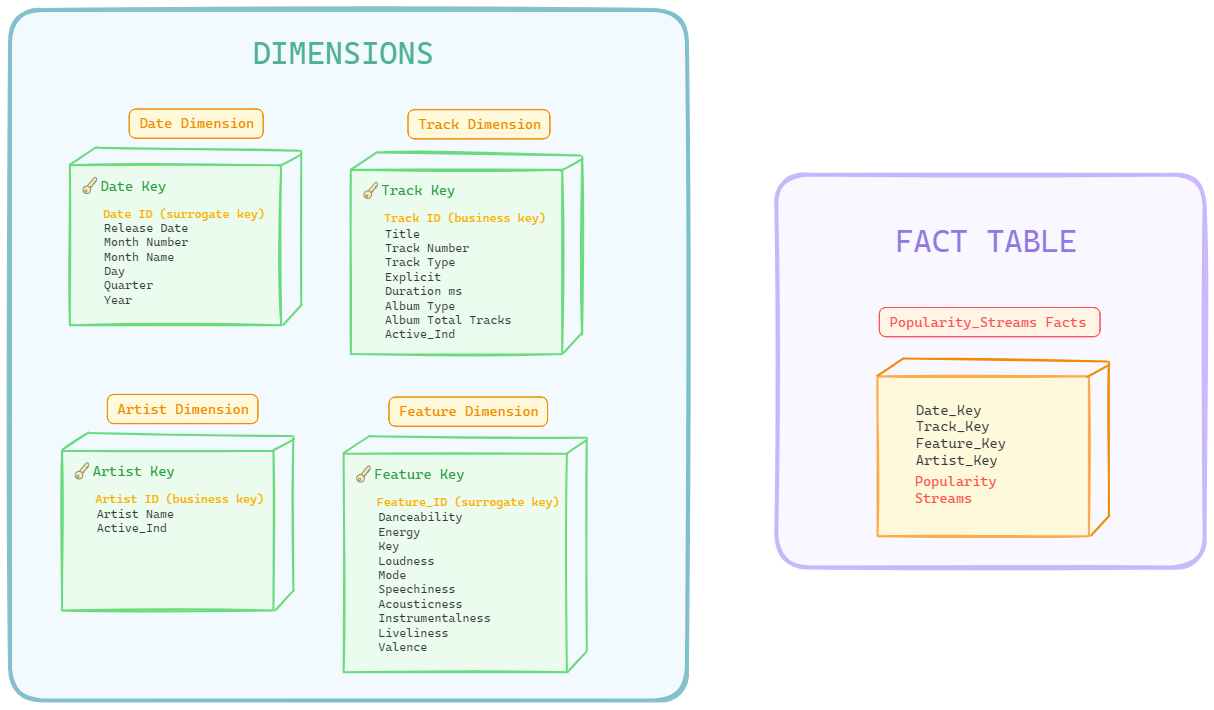 DIMENSIONS
Date Dimension
Date Key
Date ID (surrogate key)
Release Date
Month Number
Month Name
Day
Quarter
Year
Track Dimension
Track Key
Track ID (business key)
Title
Track Number
Track Type
Explicit
Duration ms
Album Type
Album Total Tracks
Active_Ind
Artist Dimension
Artist Key
Artist ID (business key)
Artist Name
Active_Ind
Feature Dimension
Feature Key
Feature_ID (surrogate key)
Danceability
Energy
Key
Loudness
Mode
Speechiness
Acousticness
Instrumentalness
Liveliness
Valence
FACT TABLE
Popularity_Streams Facts
Date_Key
Track_Key
Feature_Key
Artist_Key
Popularity
Streams